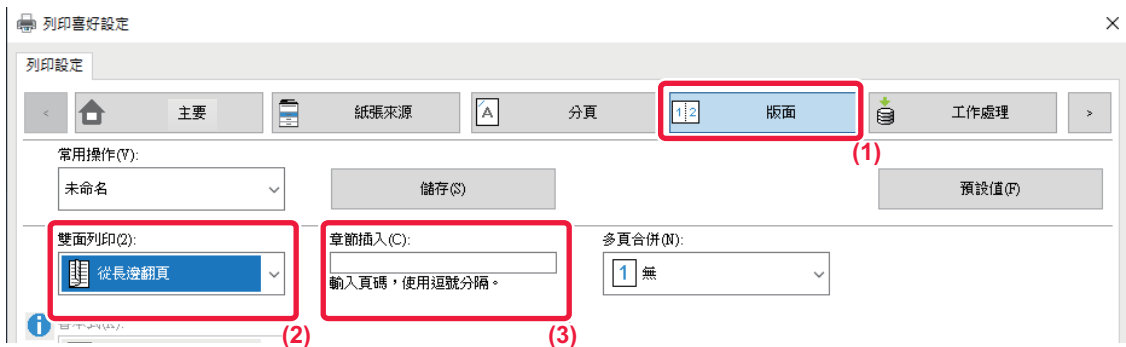 列印喜好設定
列印設定
< 主要 紙張來源 A 分頁 1 2 版面 工作處理 >
(1)
常用操作(V):
未命名 儲存(S) 預設值(F)
雙面列印(2): 章節插入(C): 多頁合併(N):
從長邊翻頁 1 無
輸入頁碼，使用逗號分隔。
(2) (3)